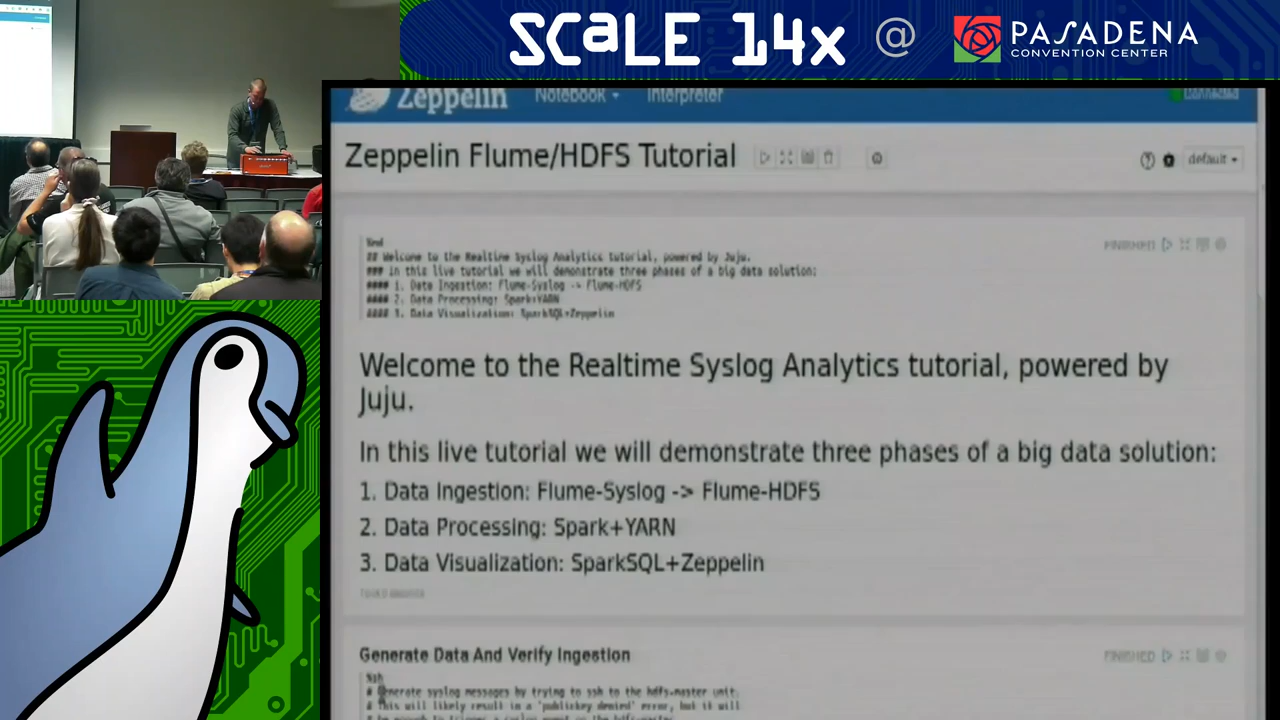 SCaLE 14x @ PASADENA
CONVENTION CENTER
Zeppelin Notebook Interpreter Connected
Zeppelin Flume/HDFS Tutorial default
%md
## Welcome to the Realtime Syslog Analytics tutorial, powered by Juju.
### In this live tutorial we will demonstrate three phases of a big data solution:
#### 1. Data Ingestion: Flume-Syslog -> Flume-HDFS
#### 2. Data Processing: Spark+YARN
#### 3. Data Visualization: SparkSQL+Zeppelin
FINISHED
Welcome to the Realtime Syslog Analytics tutorial, powered by
Juju.
In this live tutorial we will demonstrate three phases of a big data solution:
1. Data Ingestion: Flume-Syslog -> Flume-HDFS
2. Data Processing: Spark+YARN
3. Data Visualization: SparkSQL+Zeppelin
Generate Data And Verify Ingestion FINISHED
%sh
# Generate syslog messages by trying to ssh to the hdfs-master unit.
# This will likely result in a 'publickey denied' error, but it will